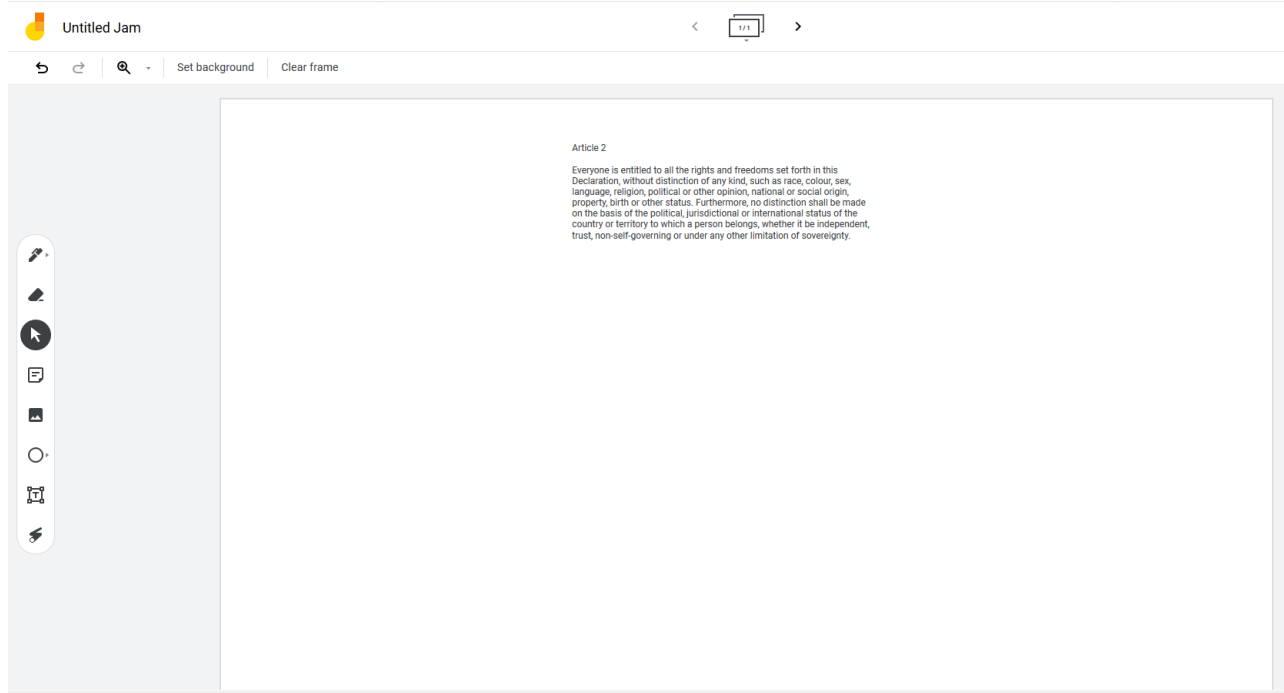 Untitled Jam
1/1
Set background
Clear frame
Article 2
Everyone is entitled to all the rights and freedoms set forth in this
Declaration, without distinction of any kind, such as race, colour, sex,
language, religion, political or other opinion, national or social origin,
property, birth or other status. Furthermore, no distinction shall be made
on the basis of the political, jurisdictional or international status of the
country or territory to which a person belongs, whether it be independent,
trust, non-self-governing or under any other limitation of sovereignty.